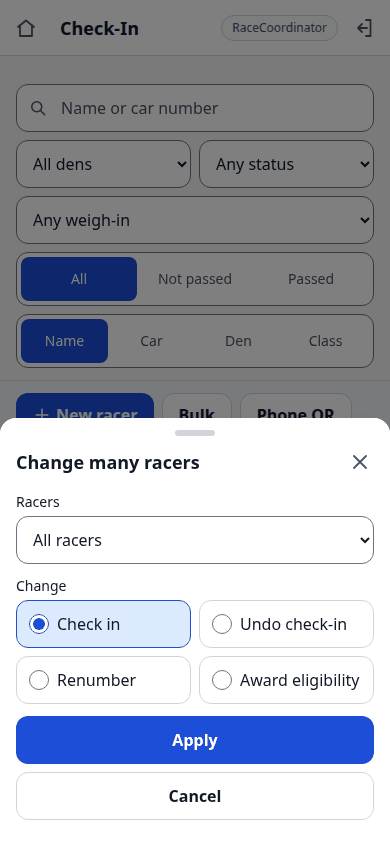 Check-In
RaceCoordinator
Name or car number
All dens
Any status
Any weigh-in
All
Not passed
Passed
Name
Car
Den
Class
New racer
Bulk
Phone QR
Change many racers
Racers
All racers
Change
Check in
Undo check-in
Renumber
Award eligibility
Apply
Cancel